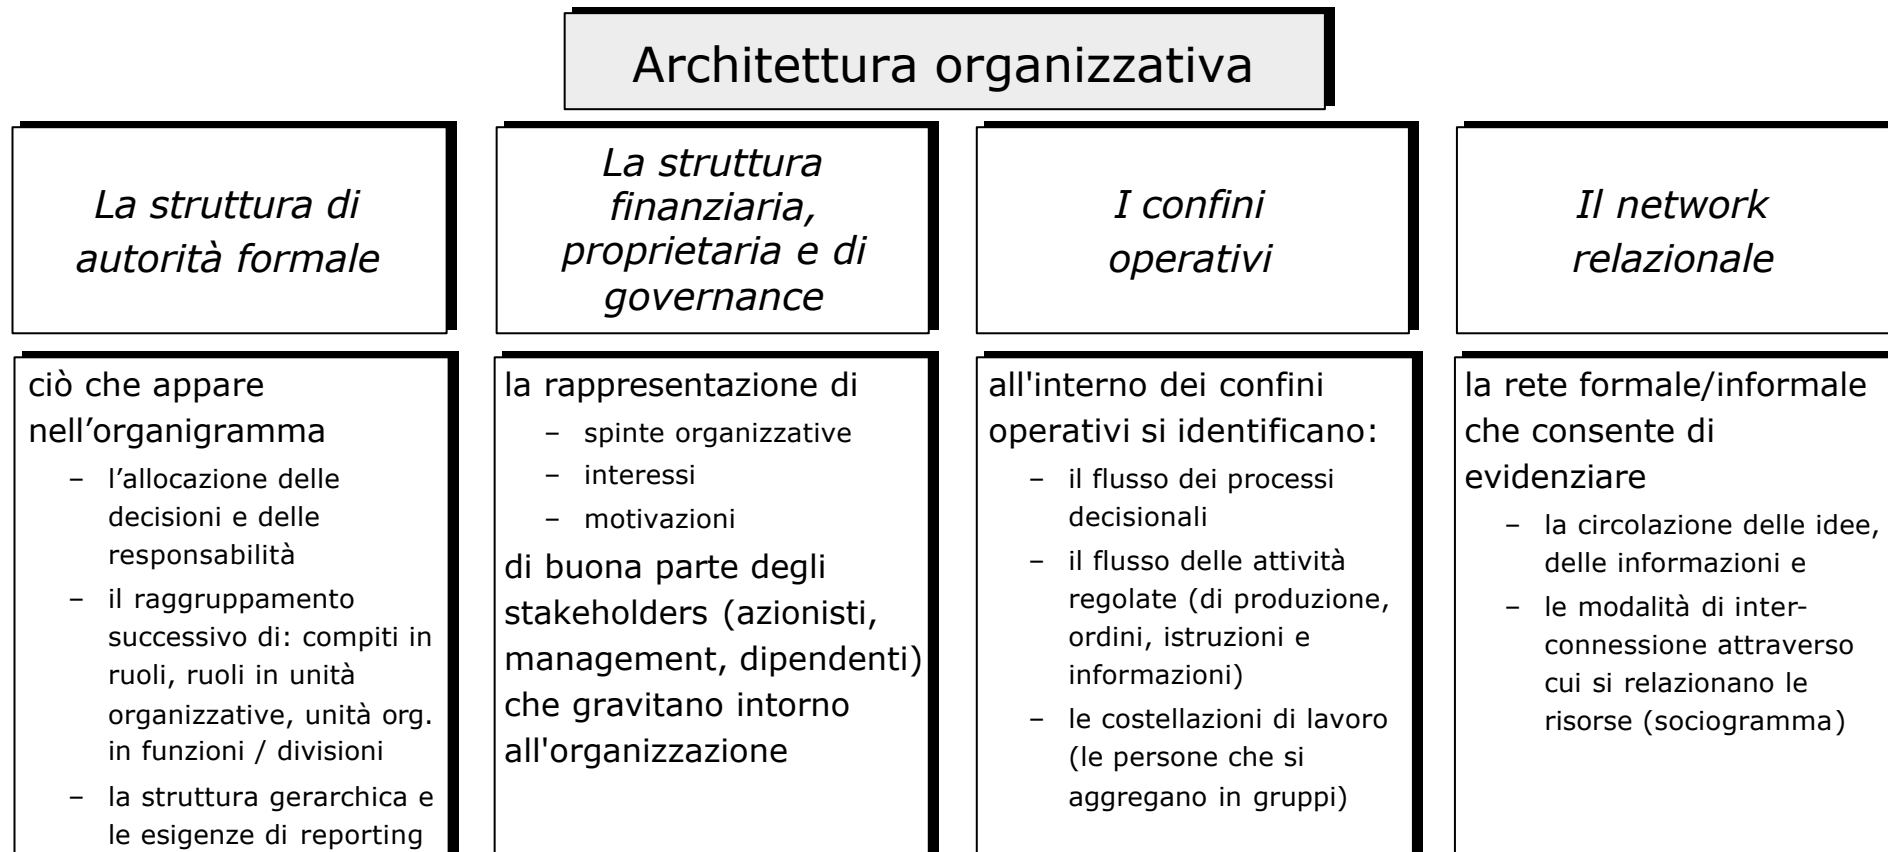 Architettura organizzativa
La struttura di
autorità formale
ciò che appare
nell’organigramma
– l’allocazione delle
decisioni e delle
responsabilità
– il raggruppamento
successivo di: compiti in
ruoli, ruoli in unità
organizzative, unità org.
in funzioni / divisioni
– la struttura gerarchica e
le esigenze di reporting
La struttura
finanziaria,
proprietaria e di
governance
la rappresentazione di
– spinte organizzative
– interessi
– motivazioni
di buona parte degli
stakeholders (azionisti,
management, dipendenti)
che gravitano intorno
all'organizzazione
I confini
operativi
all'interno dei confini
operativi si identificano:
– il flusso dei processi
decisionali
– il flusso delle attività
regolate (di produzione,
ordini, istruzioni e
informazioni)
– le costellazioni di lavoro
(le persone che si
aggregano in gruppi)
Il network
relazionale
la rete formale/informale
che consente di
evidenziare
– la circolazione delle idee,
delle informazioni e
– le modalità di inter-
connessione attraverso
cui si relazionano le
risorse (sociogramma)